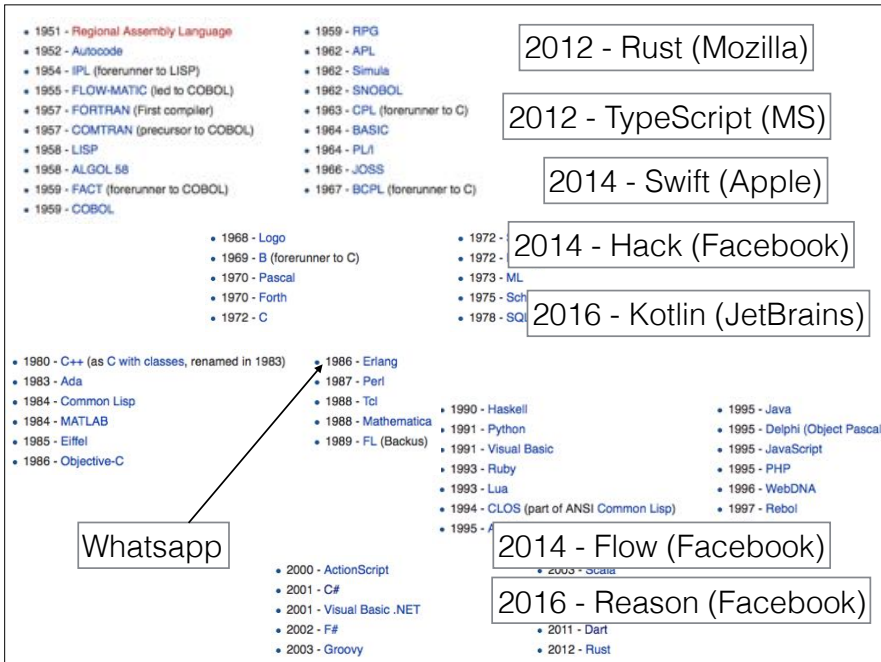 1951 - Regional Assembly Language
1952 - Autocode
1954 - IPL (forerunner to LISP)
1955 - FLOW-MATIC (led to COBOL)
1957 - FORTRAN (First compiler)
1957 - COMTRAN (precursor to COBOL)
1958 - LISP
1958 - ALGOL 58
1959 - FACT (forerunner to COBOL)
1959 - COBOL
1959 - RPG
1962 - APL
1962 - Simula
1962 - SNOBOL
1963 - CPL (forerunner to C)
1964 - BASIC
1964 - PL/I
1966 - JOSS
1967 - BCPL (forerunner to C)
2012 - Rust (Mozilla)
2012 - TypeScript (MS)
2014 - Swift (Apple)
2014 - Hack (Facebook)
2016 - Kotlin (JetBrains)
1968 - Logo
1969 - B (forerunner to C)
1970 - Pascal
1970 - Forth
1972 - C
1972 -
1972 -
1973 - ML
1975 - Sch
1978 - SQL
1980 - C++ (as C with classes, renamed in 1983)
1983 - Ada
1984 - Common Lisp
1984 - MATLAB
1985 - Eiffel
1986 - Objective-C
1986 - Erlang
1987 - Perl
1988 - Tcl
1988 - Mathematica
1989 - FL (Backus)
1990 - Haskell
1991 - Python
1991 - Visual Basic
1993 - Ruby
1993 - Lua
1994 - CLOS (part of ANSI Common Lisp)
1995 -
1995 - Java
1995 - Delphi (Object Pascal
1995 - JavaScript
1995 - PHP
1996 - WebDNA
1997 - Rebol
Whatsapp
2014 - Flow (Facebook)
2016 - Reason (Facebook)
2000 - ActionScript
2001 - C#
2001 - Visual Basic .NET
2002 - F#
2003 - Groovy
2003 - Scala
2011 - Dart
2012 - Rust